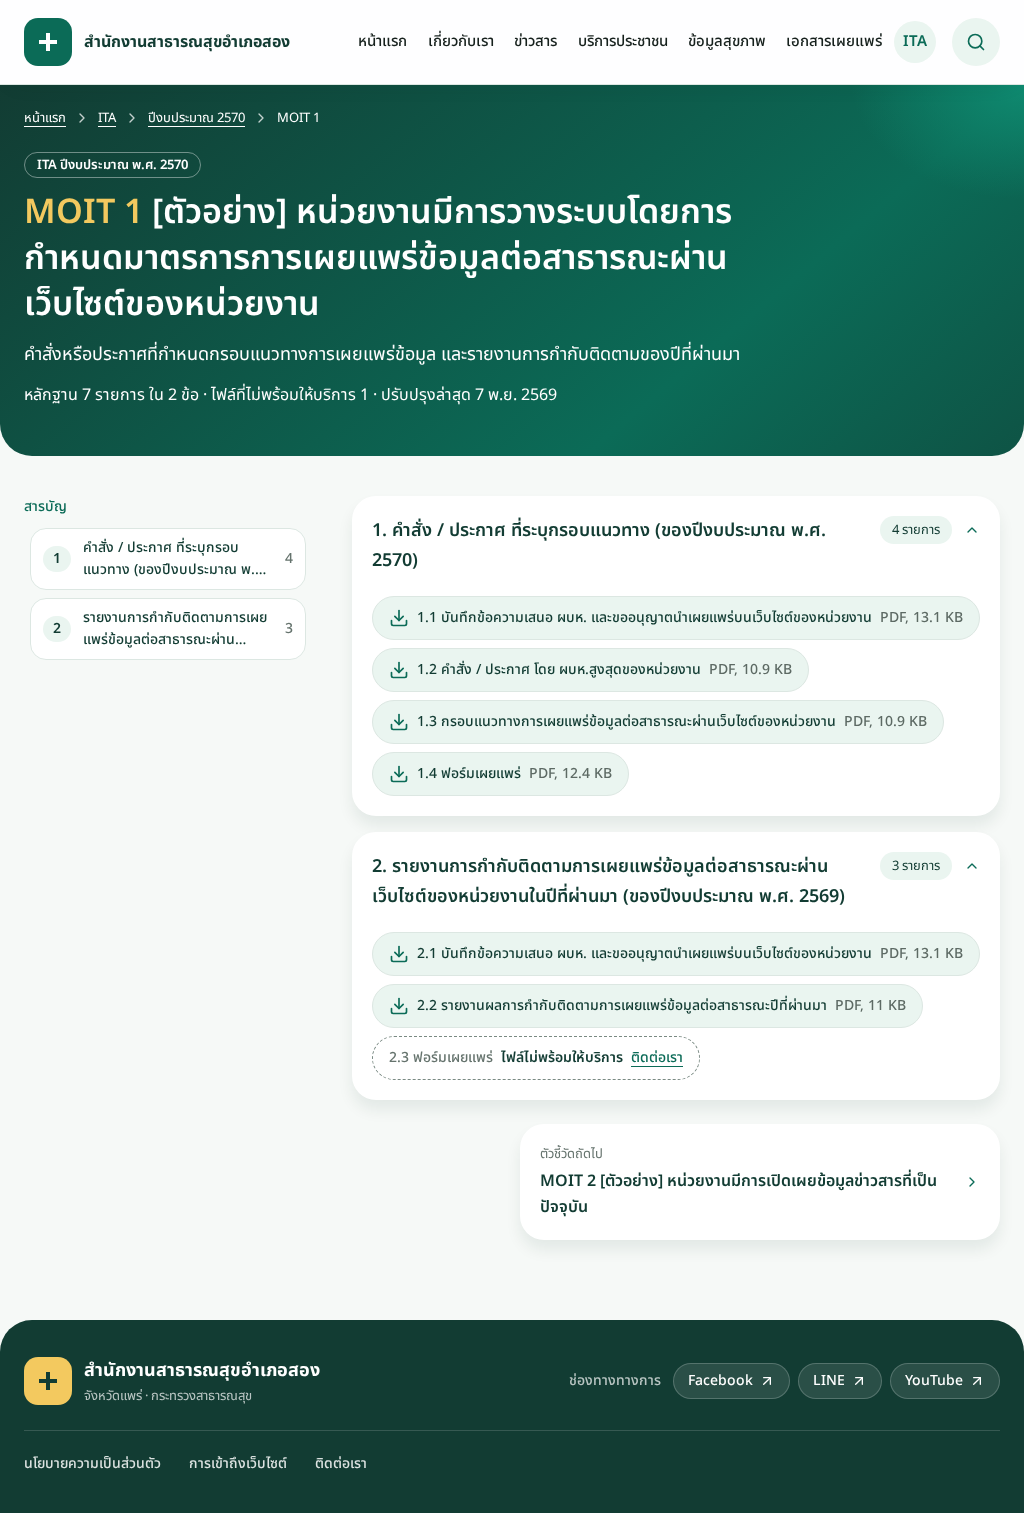 สำนักงานสาธารณสุขอำเภอสอง
หน้าแรก เกี่ยวกับเรา ข่าวสาร บริการประชาชน ข้อมูลสุขภาพ เอกสารเผยแพร่ ITA
หน้าแรก ITA ปีงบประมาณ 2570 MOIT 1
ITA ปีงบประมาณ พ.ศ. 2570
MOIT 1 [ตัวอย่าง] หน่วยงานมีการวางระบบโดยการ
กำหนดมาตรการการเผยแพร่ข้อมูลต่อสาธารณะผ่าน
เว็บไซต์ของหน่วยงาน
คำสั่งหรือประกาศที่กำหนดกรอบแนวทางการเผยแพร่ข้อมูล และรายงานการกำกับติดตามของปีที่ผ่านมา
หลักฐาน 7 รายการ ใน 2 ข้อ · ไฟล์ที่ไม่พร้อมให้บริการ 1 · ปรับปรุงล่าสุด 7 พ.ย. 2569
สารบัญ
1 คำสั่ง / ประกาศ ที่ระบุกรอบ
แนวทาง (ของปีงบประมาณ พ.... 4
2 รายงานการกำกับติดตามการเผย
แพร่ข้อมูลต่อสาธารณะผ่าน... 3
1. คำสั่ง / ประกาศ ที่ระบุกรอบแนวทาง (ของปีงบประมาณ พ.ศ.
2570)
4 รายการ
1.1 บันทึกข้อความเสนอ ผบห. และขออนุญาตนำเผยแพร่บนเว็บไซต์ของหน่วยงาน PDF, 13.1 KB
1.2 คำสั่ง / ประกาศ โดย ผบห.สูงสุดของหน่วยงาน PDF, 10.9 KB
1.3 กรอบแนวทางการเผยแพร่ข้อมูลต่อสาธารณะผ่านเว็บไซต์ของหน่วยงาน PDF, 10.9 KB
1.4 ฟอร์มเผยแพร่ PDF, 12.4 KB
2. รายงานการกำกับติดตามการเผยแพร่ข้อมูลต่อสาธารณะผ่าน
เว็บไซต์ของหน่วยงานในปีที่ผ่านมา (ของปีงบประมาณ พ.ศ. 2569)
3 รายการ
2.1 บันทึกข้อความเสนอ ผบห. และขออนุญาตนำเผยแพร่บนเว็บไซต์ของหน่วยงาน PDF, 13.1 KB
2.2 รายงานผลการกำกับติดตามการเผยแพร่ข้อมูลต่อสาธารณะปีที่ผ่านมา PDF, 11 KB
2.3 ฟอร์มเผยแพร่ ไฟล์ไม่พร้อมให้บริการ ติดต่อเรา
ตัวชี้วัดถัดไป
MOIT 2 [ตัวอย่าง] หน่วยงานมีการเปิดเผยข้อมูลข่าวสารที่เป็น
ปัจจุบัน
สำนักงานสาธารณสุขอำเภอสอง
จังหวัดแพร่ · กระทรวงสาธารณสุข
ช่องทางทางการ Facebook LINE YouTube
นโยบายความเป็นส่วนตัว การเข้าถึงเว็บไซต์ ติดต่อเรา